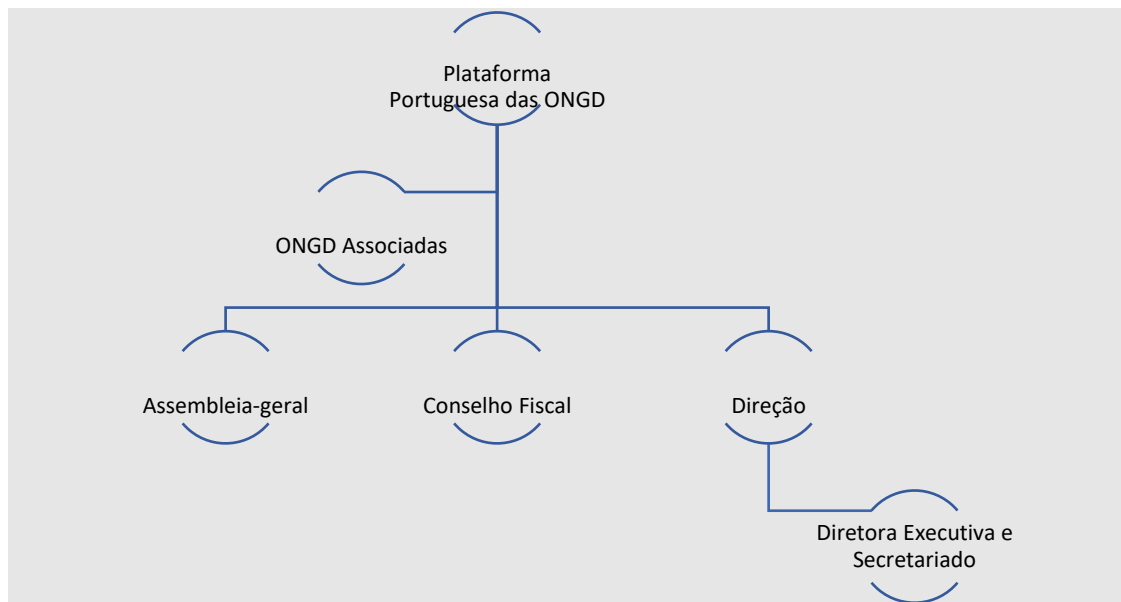 Plataforma
Portuguesa das ONGD
ONGD Associadas
Assembleia-geral
Conselho Fiscal
Direção
Diretora Executiva e
Secretariado